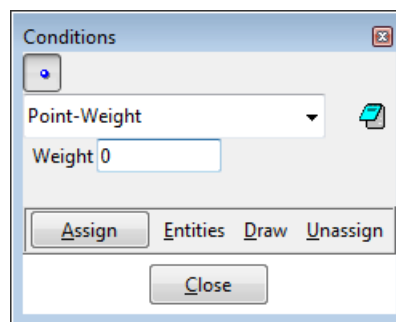 Conditions
Point-Weight
Weight 0
Assign Entities Draw Unassign
Close